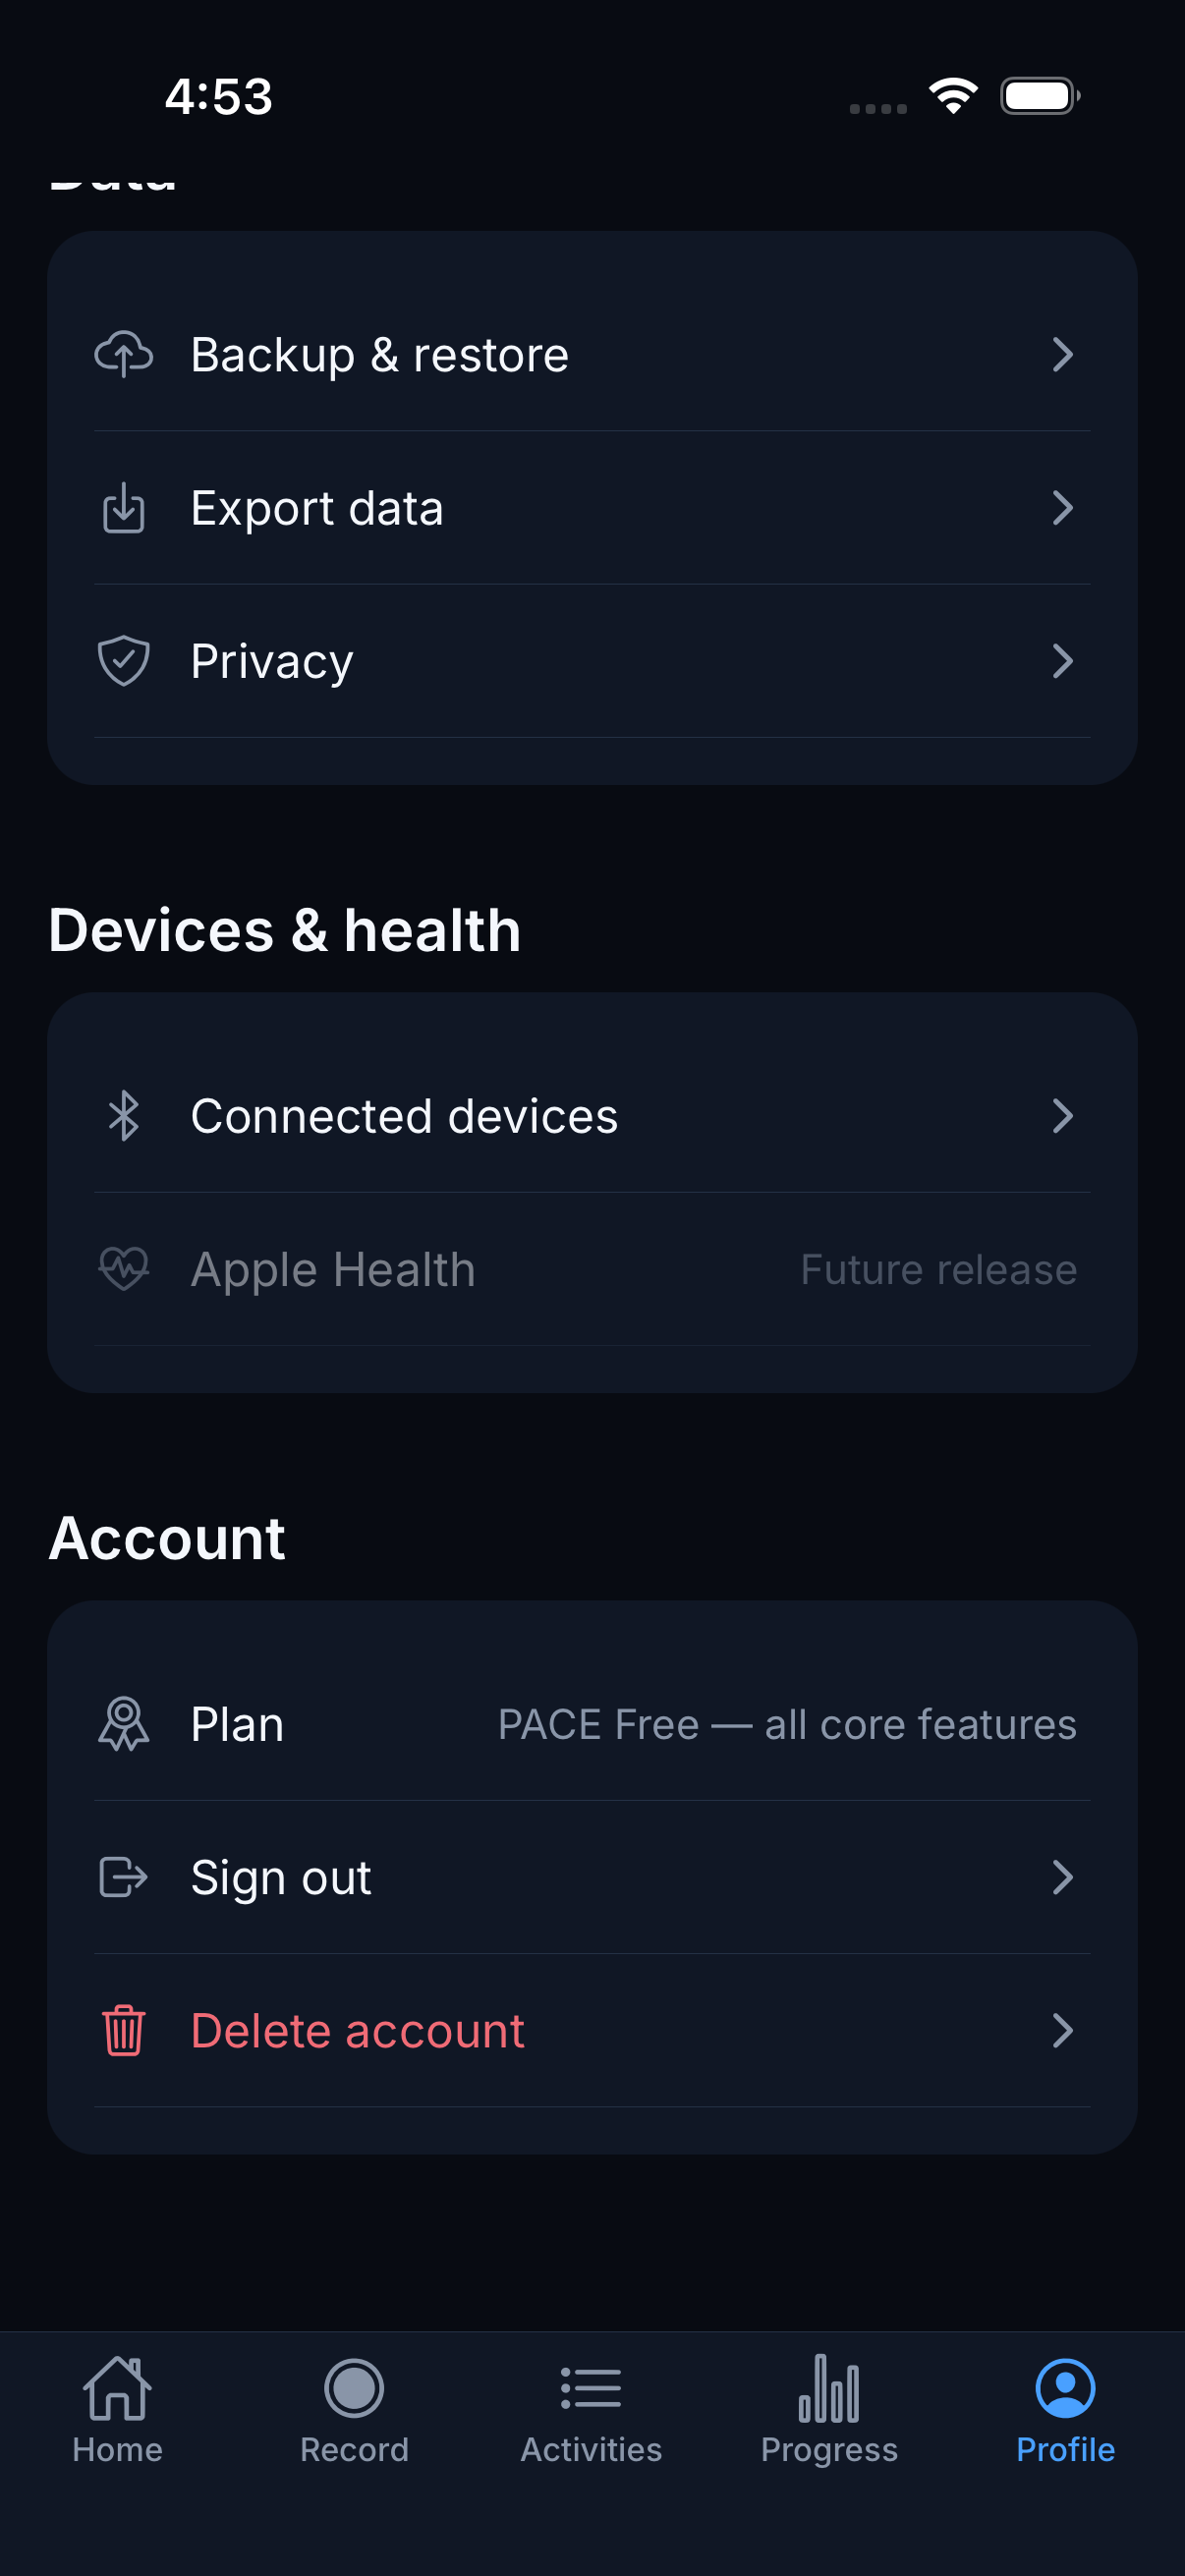 4:53
Data
Backup & restore
Export data
Privacy
Devices & health
Connected devices
Apple Health Future release
Account
Plan PACE Free — all core features
Sign out
Delete account
Home Record Activities Progress Profile